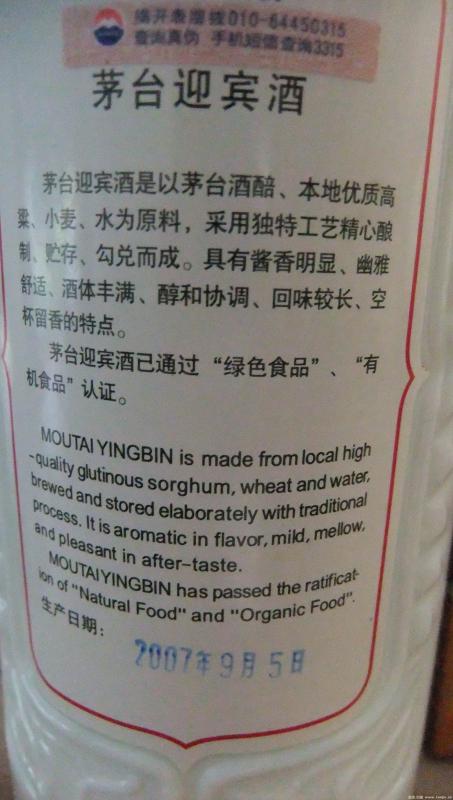 揭开表层拨010-64450315
查询真伪 手机短信查询3315
茅台迎宾酒
茅台迎宾酒是以茅台酒醅、本地优质高
粱、小麦、水为原料，采用独特工艺精心酿
制、贮存、勾兑而成。具有酱香明显、幽雅
舒适、酒体丰满、醇和协调、回味较长、空
杯留香的特点。
茅台迎宾酒已通过“绿色食品”、“有
机食品”认证。
MOUTAI YINGBIN is made from local high
-quality glutinous sorghum, wheat and water,
brewed and stored elaborately with traditional
process. It is aromatic in flavor, mild, mellow,
and pleasant in after-taste.
MOUTAI YINGBIN has passed the ratificat-
ion of "Natural Food" and "Organic Food".
生产日期：
2007年9月5日